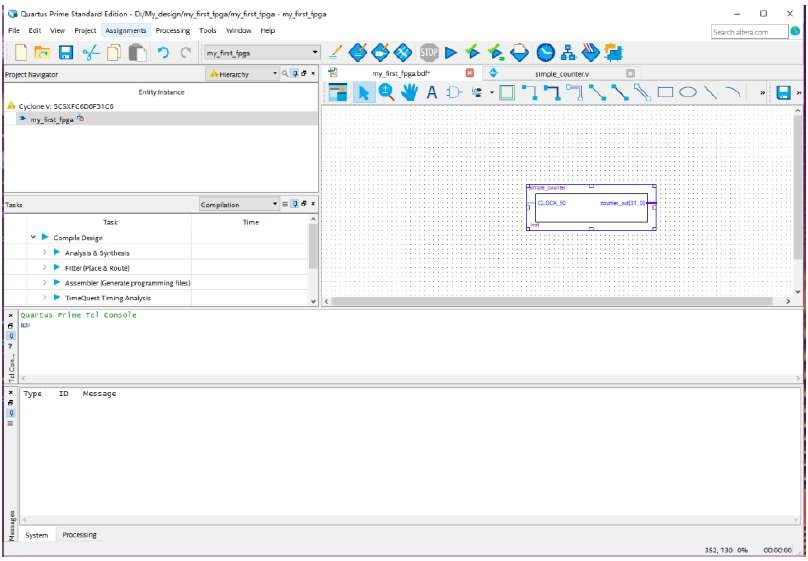 Quartus Prime Standard Edition - D:/My_design/my_first_fpga/my_first_fpga - my_first_fpga
File Edit View Project Assignments Processing Tools Window Help
Search altera.com
my_first_fpga
STOP
Project Navigator
Hierarchy
my_first_fpga.bdf*
simple_counter.v
Entity:Instance
Cyclone V: 5CSXFC6D6F31C6
my_first_fpga
A
simple_counter
CLOCK_50 counter_out[31..0]
inst
Tasks
Compilation
Task Time
Compile Design
Analysis & Synthesis
Fitter (Place & Route)
Assembler (Generate programming files)
TimeQuest Timing Analysis
Quartus Prime Tcl Console
tcl>
Tcl Con...
Type ID Message
Messages
System Processing
352, 130 0% 00:00:00